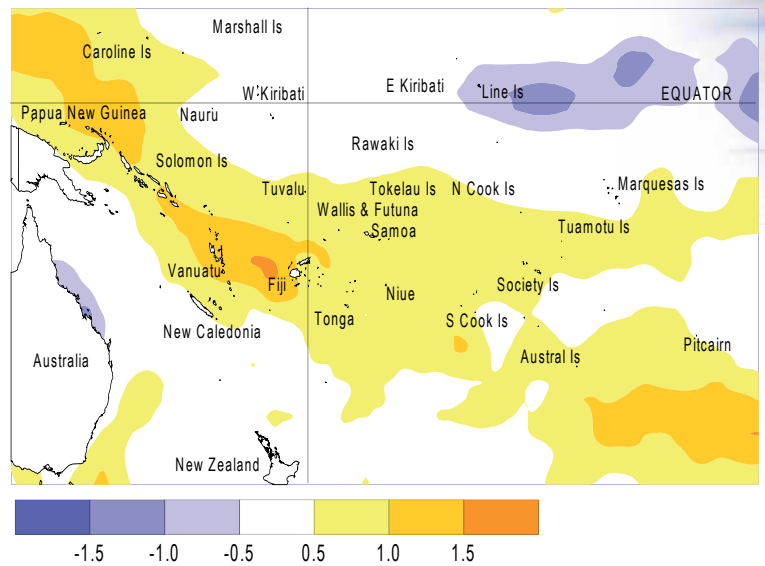 Marshall Is
Caroline Is
W Kiribati
E Kiribati
Line Is
EQUATOR
Papua New Guinea
Nauru
Rawaki Is
Solomon Is
Tuvalu
Tokelau Is
N Cook Is
Marquesas Is
Wallis & Futuna
Samoa
Tuamotu Is
Vanuatu
Fiji
Niue
Society Is
Tonga
S Cook Is
New Caledonia
Australia
Austral Is
Pitcairn
New Zealand
-1.5 -1.0 -0.5 0.5 1.0 1.5